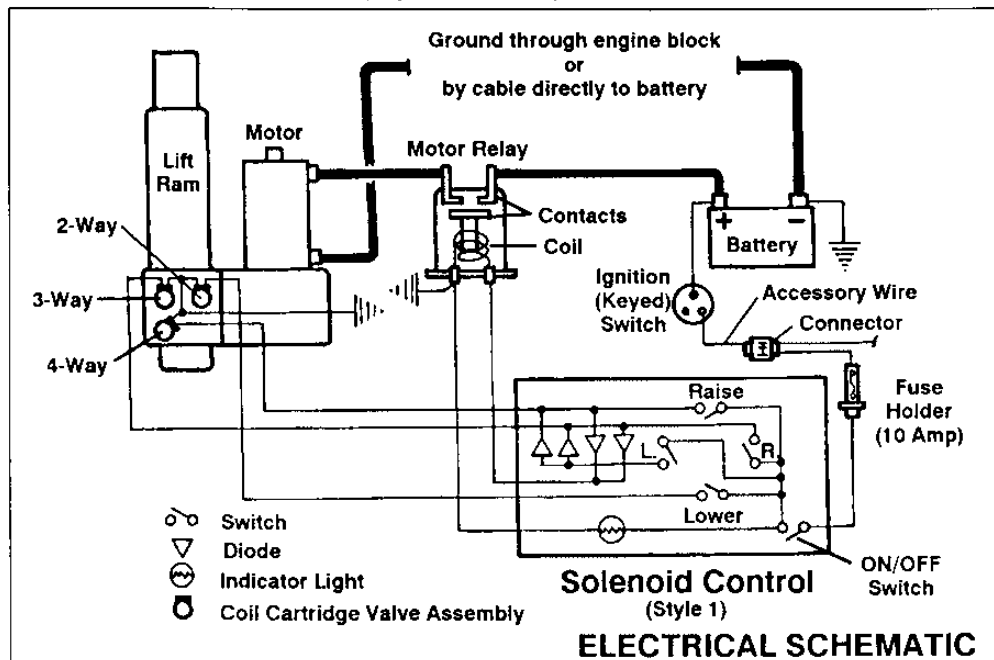 Ground through engine block
or
by cable directly to battery
Motor
Motor Relay
Lift
Ram
2-Way
3-Way
4-Way
Contacts
Coil
+
−
Battery
Ignition
(Keyed)
Switch
Accessory Wire
Connector
Fuse
Holder
(10 Amp)
Raise
L.
R
Lower
ON/OFF
Switch
Switch
Diode
Indicator Light
Coil Cartridge Valve Assembly
Solenoid Control
(Style 1)
ELECTRICAL SCHEMATIC